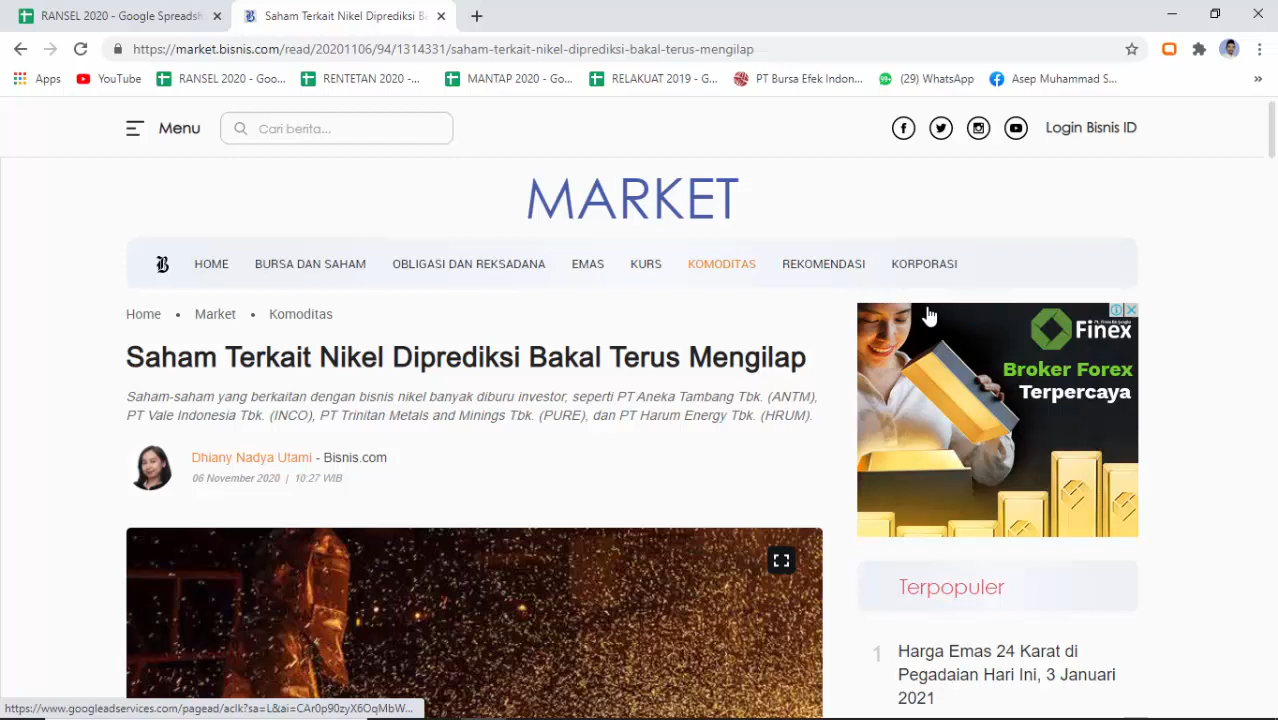 RANSEL 2020 - Google Spreadsh
Saham Terkait Nikel Diprediksi Ba
https://market.bisnis.com/read/20201106/94/1314331/saham-terkait-nikel-diprediksi-bakal-terus-mengilap
Apps
YouTube
RANSEL 2020 - Goo...
RENTETAN 2020 -...
MANTAP 2020 - Go...
RELAKUAT 2019 - G...
PT Bursa Efek Indon...
(29) WhatsApp
Asep Muhammad S...
Menu
Cari berita...
Login Bisnis ID
MARKET
B HOME BURSA DAN SAHAM OBLIGASI DAN REKSADANA EMAS KURS KOMODITAS REKOMENDASI KORPORASI
Home • Market • Komoditas
Saham Terkait Nikel Diprediksi Bakal Terus Mengilap
Saham-saham yang berkaitan dengan bisnis nikel banyak diburu investor, seperti PT Aneka Tambang Tbk. (ANTM),
PT Vale Indonesia Tbk. (INCO), PT Trinitan Metals and Minings Tbk. (PURE), dan PT Harum Energy Tbk. (HRUM).
Dhiany Nadya Utami - Bisnis.com
06 November 2020 | 10:27 WIB
Finex
Broker Forex
Terpercaya
Terpopuler
1
Harga Emas 24 Karat di
Pegadaian Hari Ini, 3 Januari
2021
https://www.googleadservices.com/pagead/aclk?sa=L&ai=CAr0p90zyX6OqMbW...